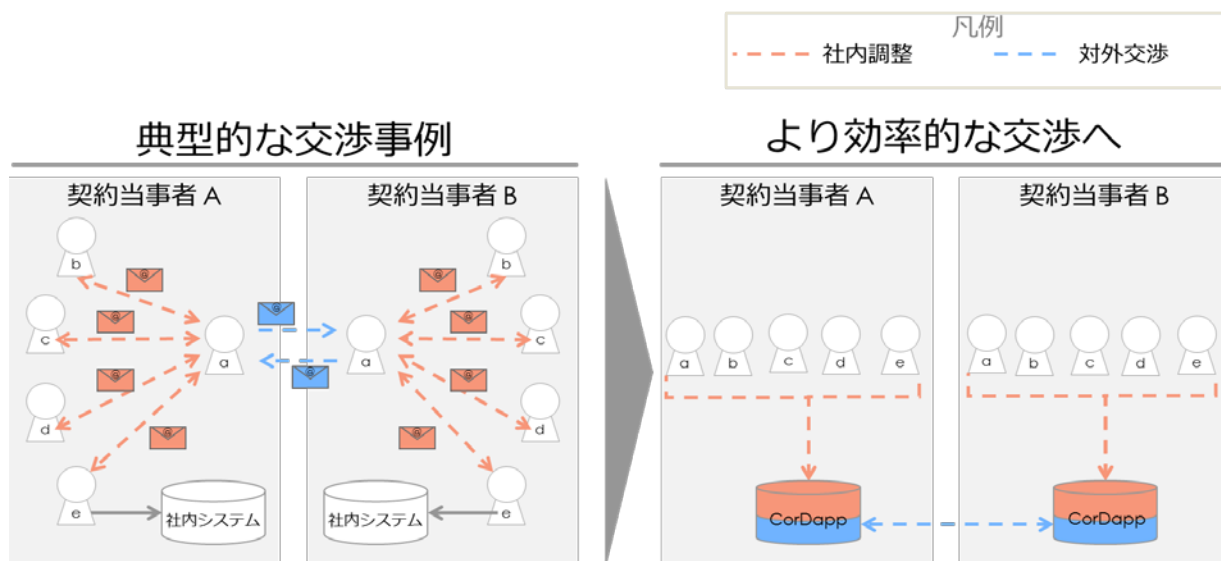 凡例
社内調整 対外交渉
典型的な交渉事例
契約当事者 A
b
@
c
@
a
@
d
@
e
社内システム
@
@
契約当事者 B
b
@
c
@
a
@
d
@
e
社内システム
より効率的な交渉へ
契約当事者 A
a b c d e
CorDapp
契約当事者 B
a b c d e
CorDapp